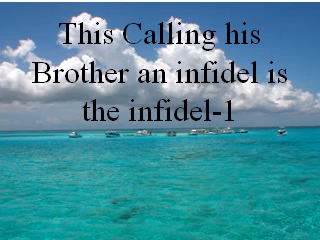 This Calling his
Brother an infidel is
the infidel-1